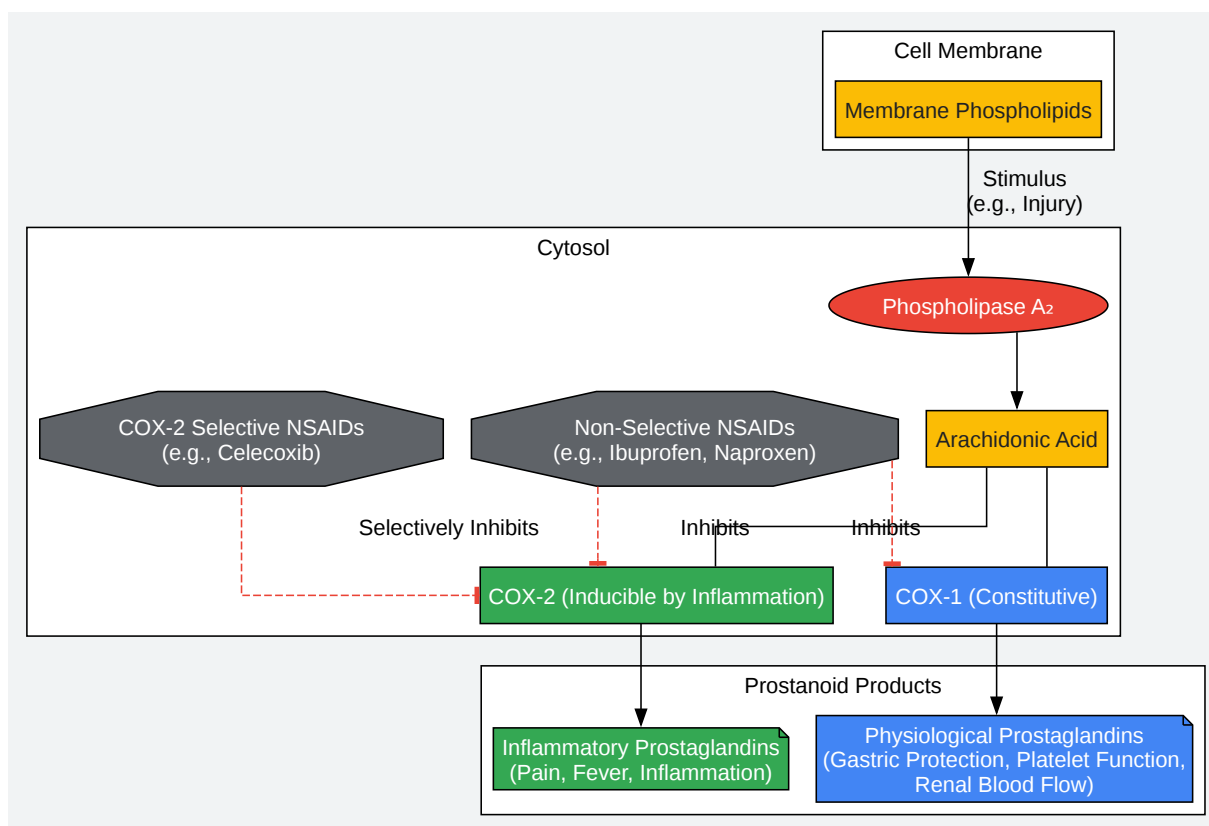 Cell Membrane
Membrane Phospholipids
Stimulus
(e.g., Injury)
Cytosol
Phospholipase A₂
COX-2 Selective NSAIDs
(e.g., Celecoxib)
Non-Selective NSAIDs
(e.g., Ibuprofen, Naproxen)
Arachidonic Acid
Selectively Inhibits
Inhibits
Inhibits
COX-2 (Inducible by Inflammation)
COX-1 (Constitutive)
Prostanoid Products
Inflammatory Prostaglandins
(Pain, Fever, Inflammation)
Physiological Prostaglandins
(Gastric Protection, Platelet Function,
Renal Blood Flow)